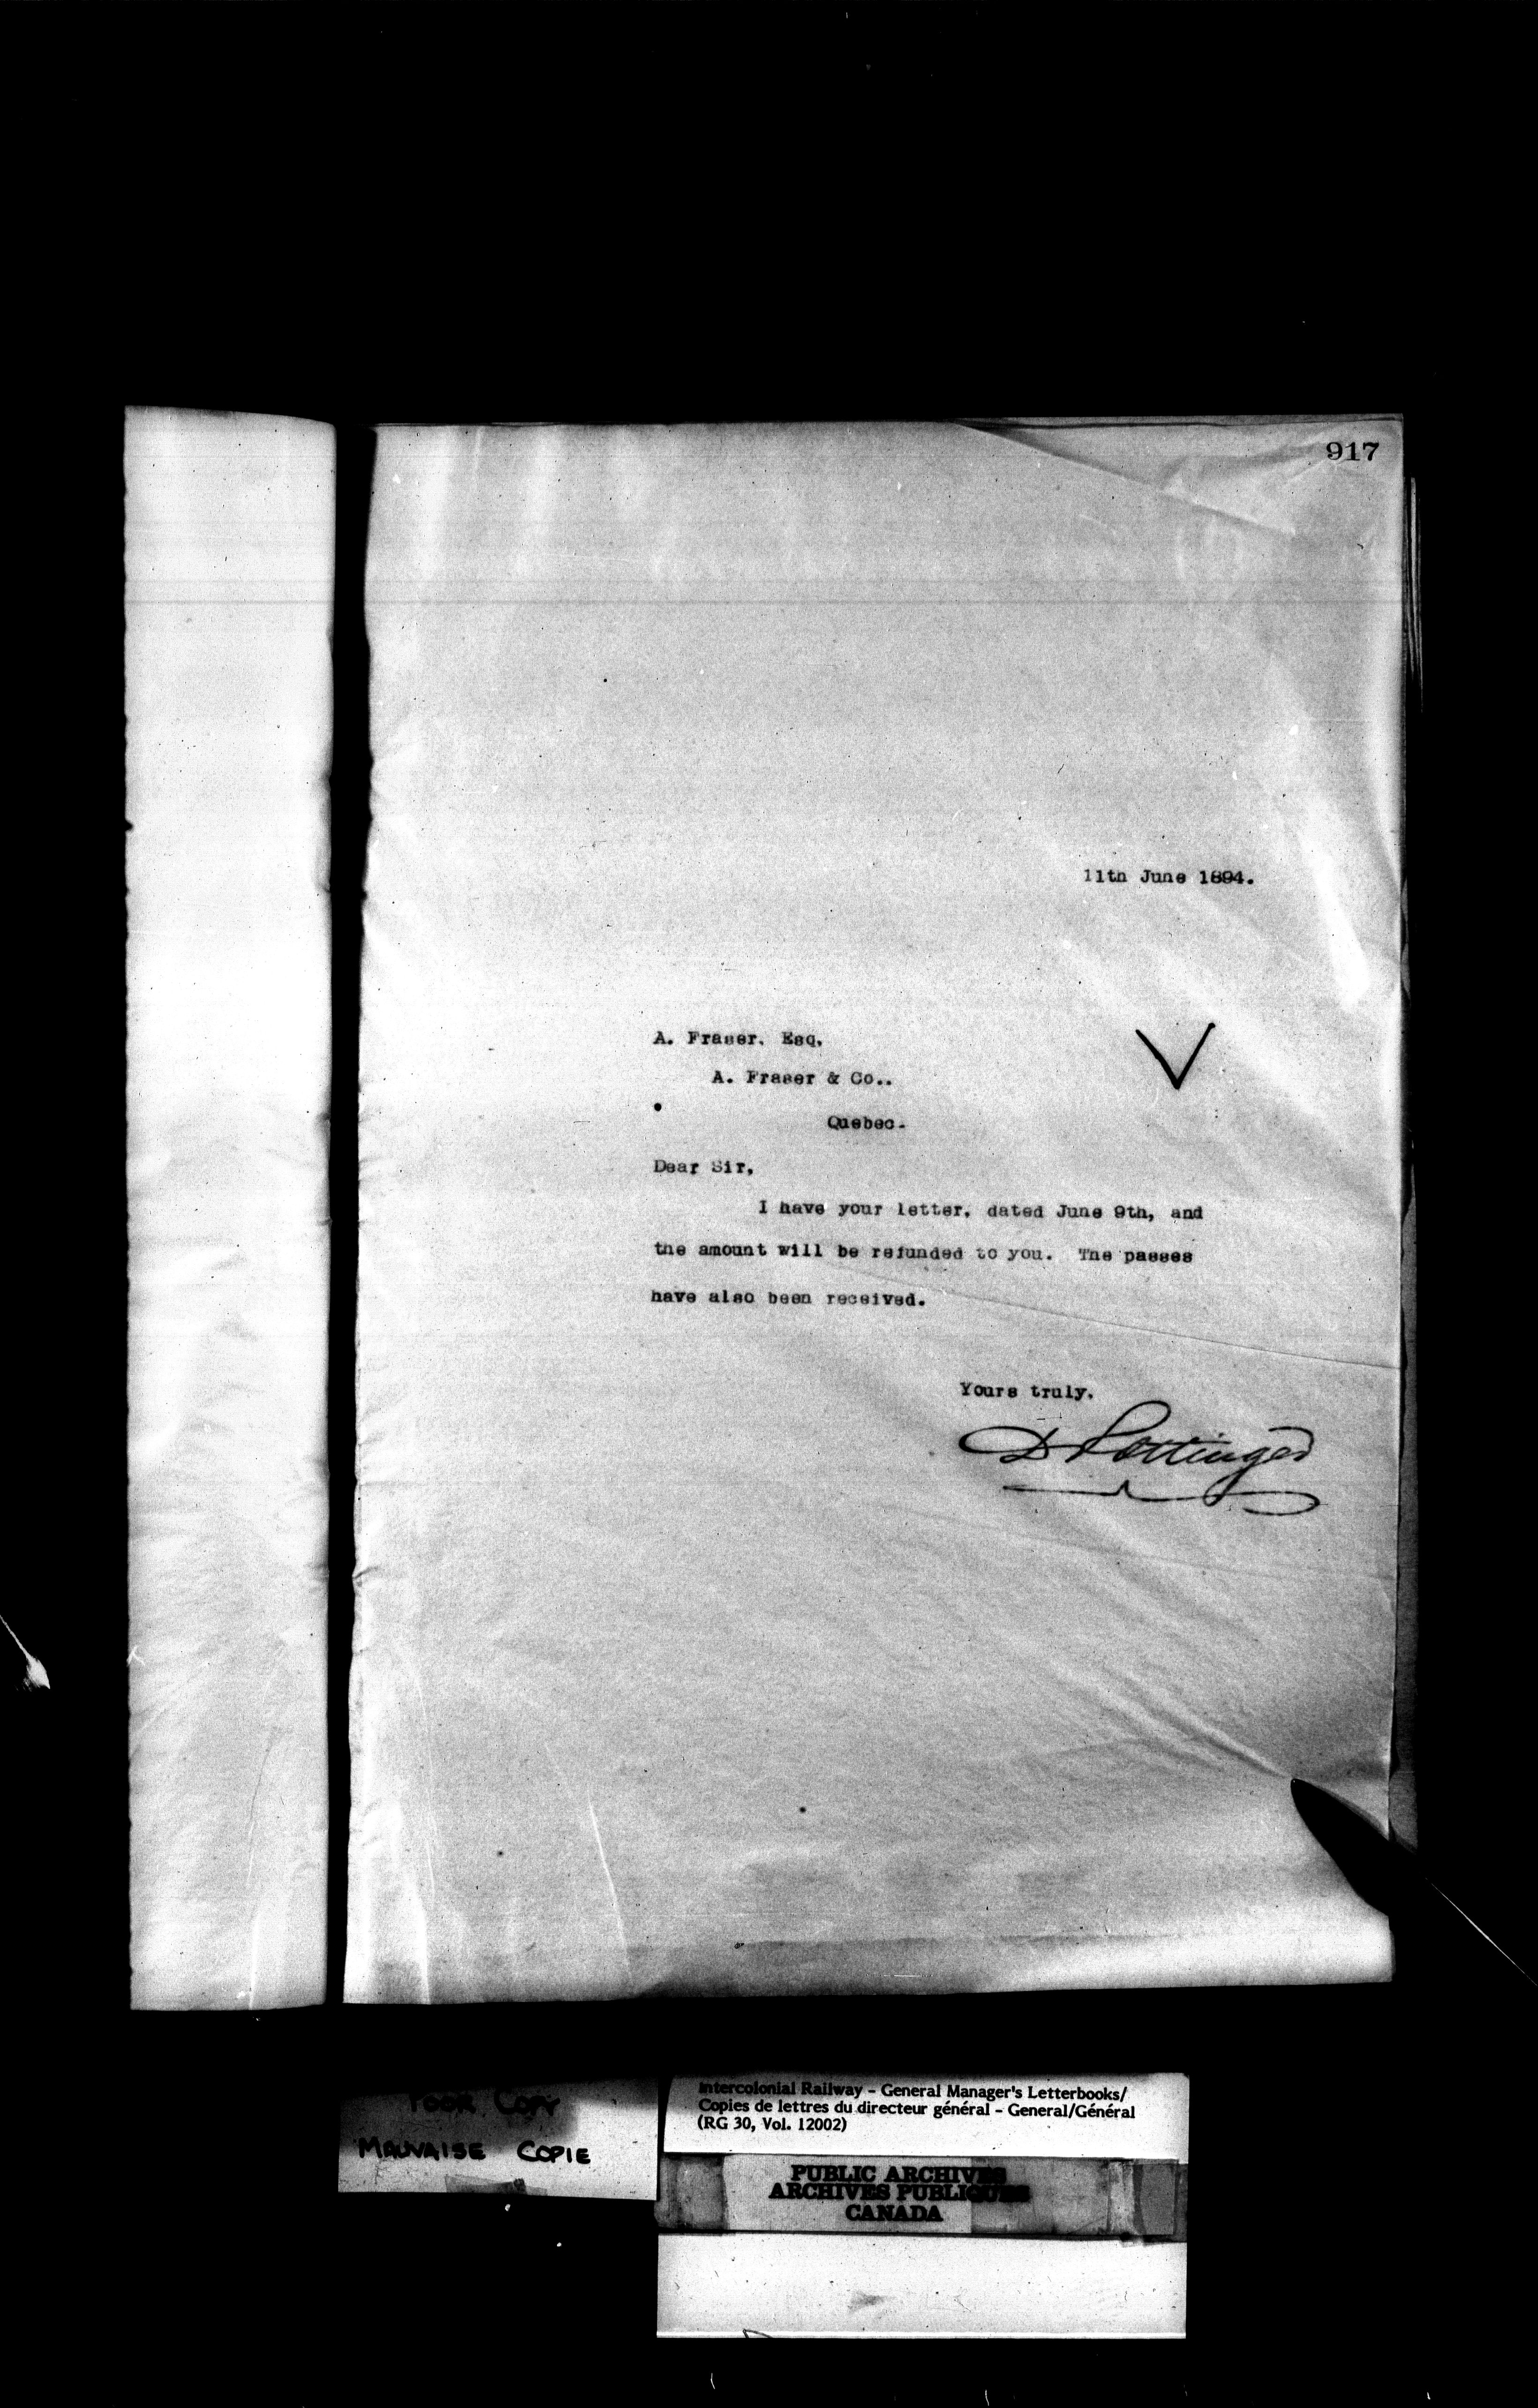 917
11th June 1894.
A. Fraser, Esq.
A. Fraser & Co..
Quebec.
Dear Sir,
I have your letter, dated June 9th, and
the amount will be refunded to you. The passes
have also been received.
Yours truly,
D Pottinger
POOR COPY
MAUVAISE COPIE
Intercolonial Railway - General Manager's Letterbooks/
Copies de lettres du directeur général - General/Général
(RG 30, Vol. 12002)
PUBLIC ARCHIVES
ARCHIVES PUBLIQUES
CANADA